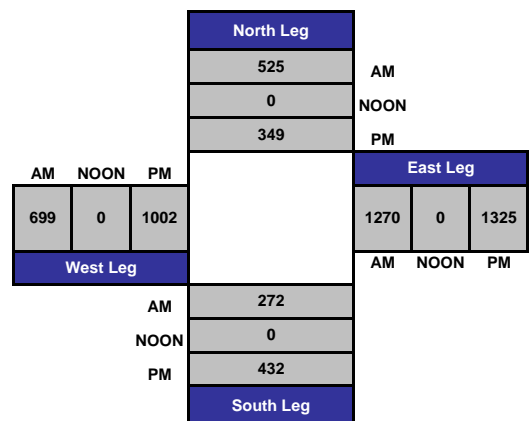 North Leg
525 AM
0 NOON
349 PM
AM NOON PM
East Leg
699 0 1002
1270 0 1325
West Leg
AM NOON PM
AM 272
NOON 0
PM 432
South Leg